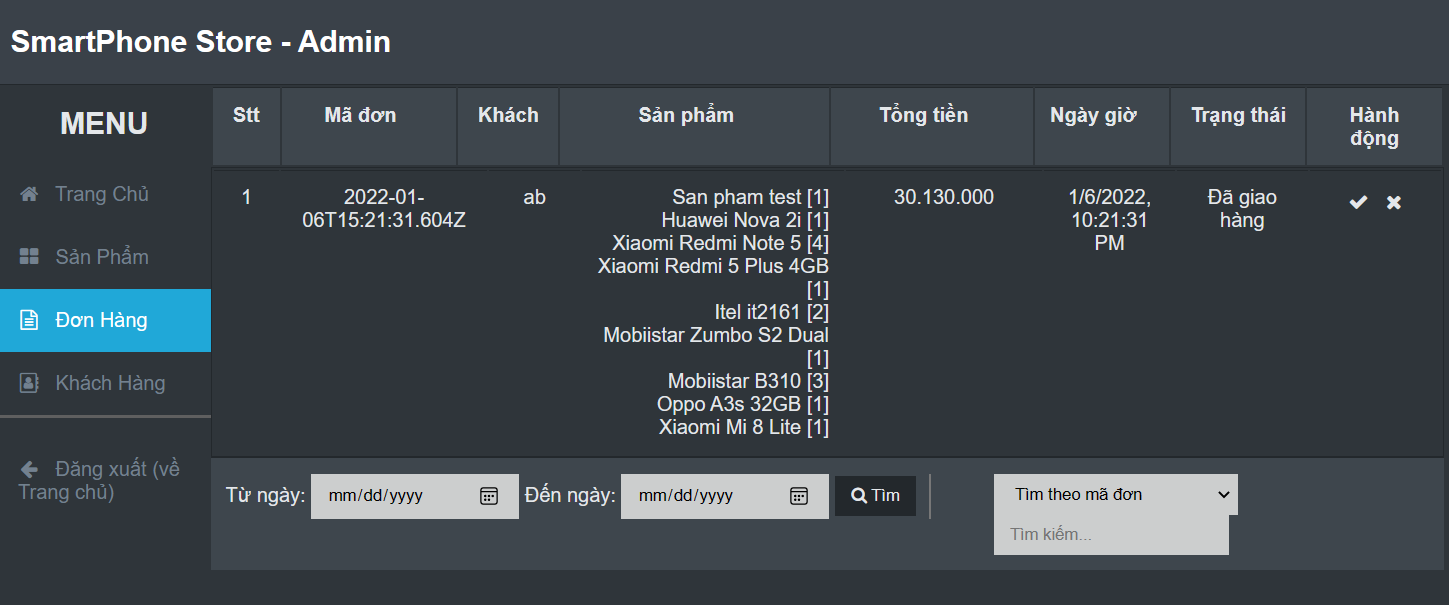 SmartPhone Store - Admin
MENU
Trang Chủ
Sản Phẩm
Đơn Hàng
Khách Hàng
Đăng xuất (về
Trang chủ)
Stt Mã đơn Khách Sản phẩm Tổng tiền Ngày giờ Trạng thái Hành
động
1 2022-01- ab San pham test [1] 30.130.000 1/6/2022, Đã giao
06T15:21:31.604Z Huawei Nova 2i [1] 10:21:31 hàng
Xiaomi Redmi Note 5 [4] PM
Xiaomi Redmi 5 Plus 4GB
[1]
Itel it2161 [2]
Mobiistar Zumbo S2 Dual
[1]
Mobiistar B310 [3]
Oppo A3s 32GB [1]
Xiaomi Mi 8 Lite [1]
Từ ngày: mm/dd/yyyy Đến ngày: mm/dd/yyyy Tìm Tìm theo mã đơn
Tìm kiếm...